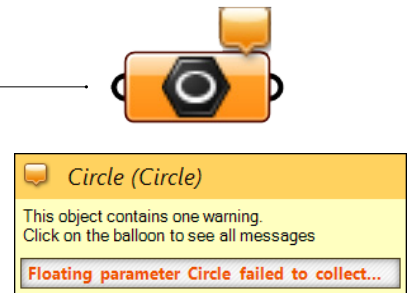 Circle (Circle)
This object contains one warning.
Click on the balloon to see all messages
Floating parameter Circle failed to collect...